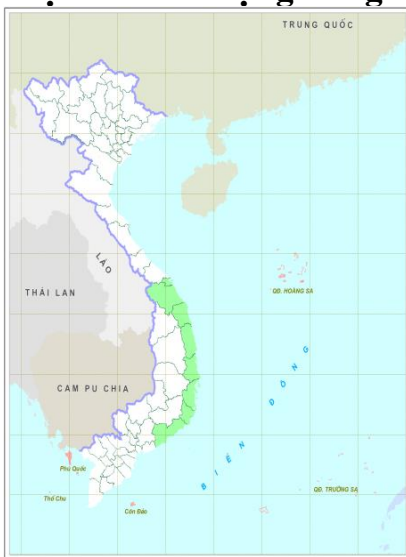 TRUNG QUỐC
LÀO
THÁI LAN
QĐ. HOÀNG SA
CAM PU CHIA
BIỂN ĐÔNG
Phú Quốc
Thổ Chu
Côn Đảo
QĐ. TRƯỜNG SA